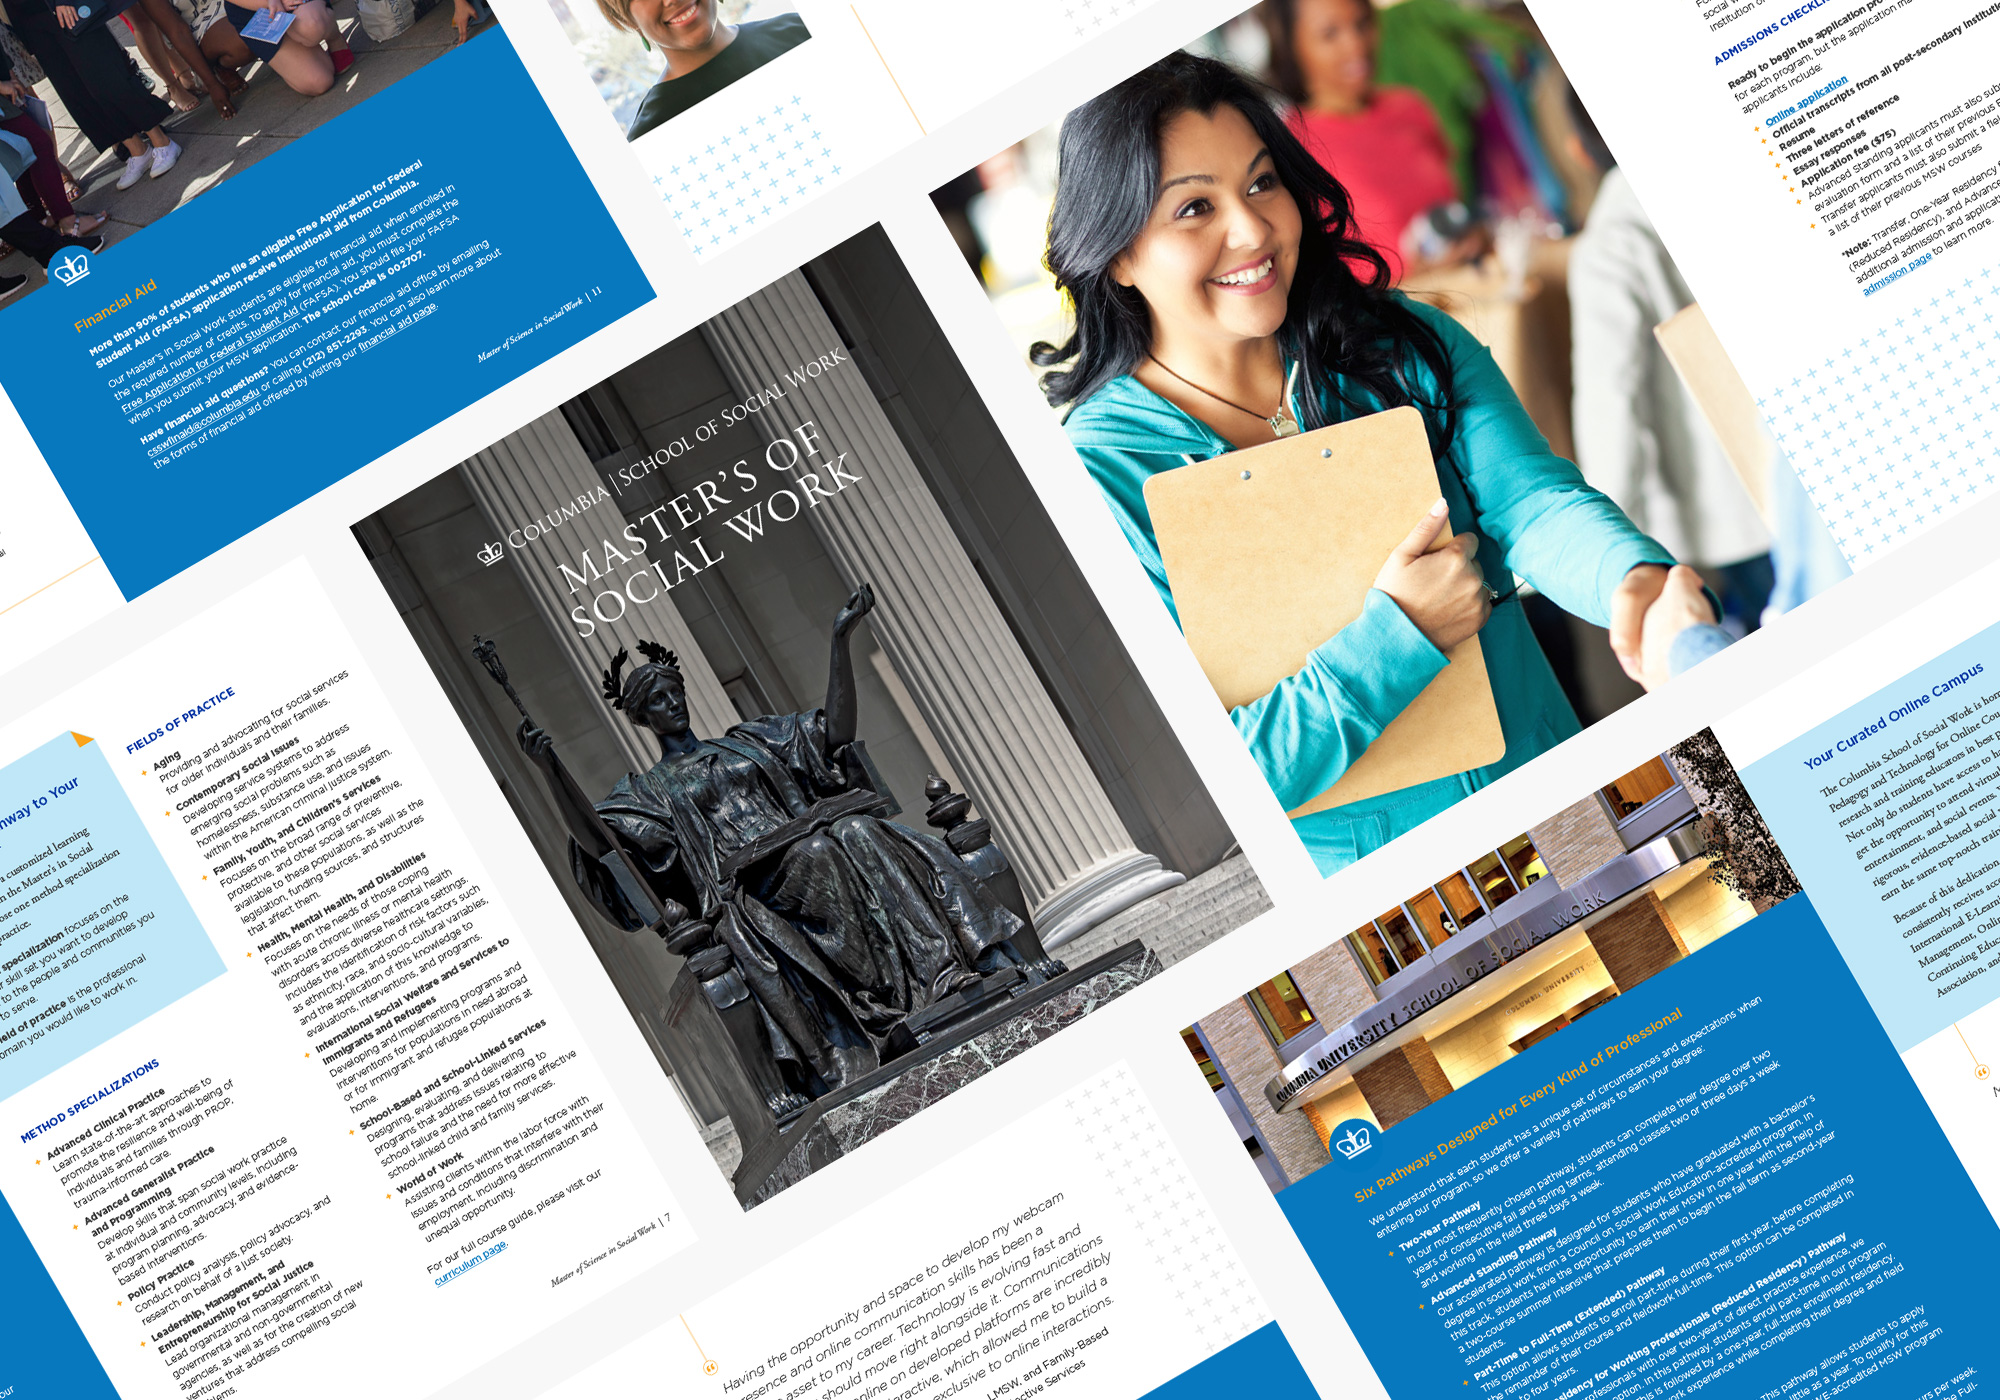 Financial Aid
More than 90% of students who file an eligible Free Application for Federal
Student Aid (FAFSA) application receive institutional aid from Columbia.
Our Master's in Social Work students are eligible for financial aid when enrolled in
the required number of credits. To apply for financial aid, you must complete the
Free Application for Federal Student Aid (FAFSA). You should file your FAFSA
when you submit your MSW application. The school code is 002707.
Have financial aid questions? You can contact our financial aid office by emailing
csswfinaid@columbia.edu or calling (212) 851-2293. You can also learn more about
the forms of financial aid offered by visiting our financial aid page.
Master of Science in Social Work | 11
ADMISSIONS CHECKLI
Ready to begin the application pro
for each program, but the application ma
applicants include:
Online application
Official transcripts from all post-secondary institution
Resume
Three letters of reference
Essay responses
Application fee ($75)
Advanced Standing applicants must also sub
evaluation form and a list of their previous
Transfer applicants must also submit a fiel
a list of their previous MSW courses
*Note: Transfer, One-Year Residency
(Reduced Residency), and Advance
additional admission and applicati
admission page to learn more.
COLUMBIA | SCHOOL OF SOCIAL WORK
MASTER'S OF
SOCIAL WORK
hway to Your
a customized learning
n the Master's in Social
ose one method specialization
practice.
specialization focuses on the
skill set you want to develop
to the people and communities you
to serve.
field of practice is the professional
omain you would like to work in.
METHOD SPECIALIZATIONS
Advanced Clinical Practice
Learn state-of-the-art approaches to
promote the resilience and well-being of
individuals and families through PROP,
trauma-informed care.
Advanced Generalist Practice
and Programming
Develop skills that span social work practice
at individual and community levels, including
program planning, advocacy, and evidence-
based interventions.
Policy Practice
Conduct policy analysis, policy advocacy, and
research on behalf of a just society.
Leadership, Management, and
Entrepreneurship for Social Justice
Lead organizational management in
governmental and non-governmental
agencies, as well as for the creation of new
ventures that address compelling social
FIELDS OF PRACTICE
Aging
Providing and advocating for social services
for older individuals and their families.
Contemporary Social Issues
Developing service systems to address
emerging social problems such as
homelessness, substance use, and issues
within the American criminal justice system.
Family, Youth, and Children's Services
Focuses on the broad range of preventive,
protective, and other social services
available to these populations, as well as the
legislation, funding sources, and structures
that affect them.
Health, Mental Health, and Disabilities
Focuses on the needs of those coping
with acute chronic illness or mental health
disorders across diverse healthcare settings.
Includes the identification of risk factors such
as ethnicity, race, and socio-cultural variables,
and the application of this knowledge to
evaluations, interventions, and programs.
International Social Welfare and Services to
Immigrants and Refugees
Developing and implementing programs and
interventions for populations in need abroad
or for immigrant and refugee populations at
home.
School-Based and School-Linked Services
Designing, evaluating, and delivering
programs that address issues relating to
school failure and the need for more effective
school-linked child and family services.
World of Work
Assisting clients within the labor force with
issues and conditions that interfere with their
employment, including discrimination and
unequal opportunity.
For our full course guide, please visit our
curriculum page.
Master of Science in Social Work | 7
Having the opportunity and space to develop my webcam
resence and online communication skills has been a
asset to my career. Technology is evolving fast and
should move right alongside it. Communications
online on developed platforms are incredibly
eractive, which allowed me to build a
exclusive to online interactions.
LMSW, and Family-Based
ective Services
COLUMBIA UNIVERSITY SCHOOL OF SOCIAL WORK
COLUMBIA UNIVERSITY
Six Pathways Designed for Every Kind of Professional
We understand that each student has a unique set of circumstances and expectations when
entering our program, so we offer a variety of pathways to earn your degree:
Two-Year Pathway
In our most frequently chosen pathway, students can complete their degree over two
years of consecutive fall and spring terms, attending classes two or three days a week
and working in the field three days a week.
Advanced Standing Pathway
Our accelerated pathway is designed for students who have graduated with a bachelor's
degree in social work from a Council on Social Work Education-accredited program. In
this track, students have the opportunity to earn their MSW in one year with the help of
a two-course summer intensive that prepares them to begin the fall term as second-year
students.
Part-Time to Full-Time (Extended) Pathway
This option allows students to enroll part-time during their first year, before completing
the remainder of their course and fieldwork full-time. This option can be completed in
to four years.
esidency for Working Professionals (Reduced Residency) Pathway
rofessionals with over two-years of direct practice experience, we
option. In this pathway, students enroll part-time in our program
is followed by a one-year, full-time enrollment residency.
k experience while completing their degree and field
pathway allows students to apply
little as a year. To qualify for this
accredited MSW program
Your Curated Online Campus
The Columbia School of Social Work is hom
Pedagogy and Technology for Online Cou
research and training educators in best p
Not only do students have access to ha
get the opportunity to attend virtual
entertainment, and social events. 
rigorous, evidence-based social
earn the same top-notch train
Because of this dedication
consistently receives acc
International E-Learni
Management, Onlin
Continuing Educa
Association, and